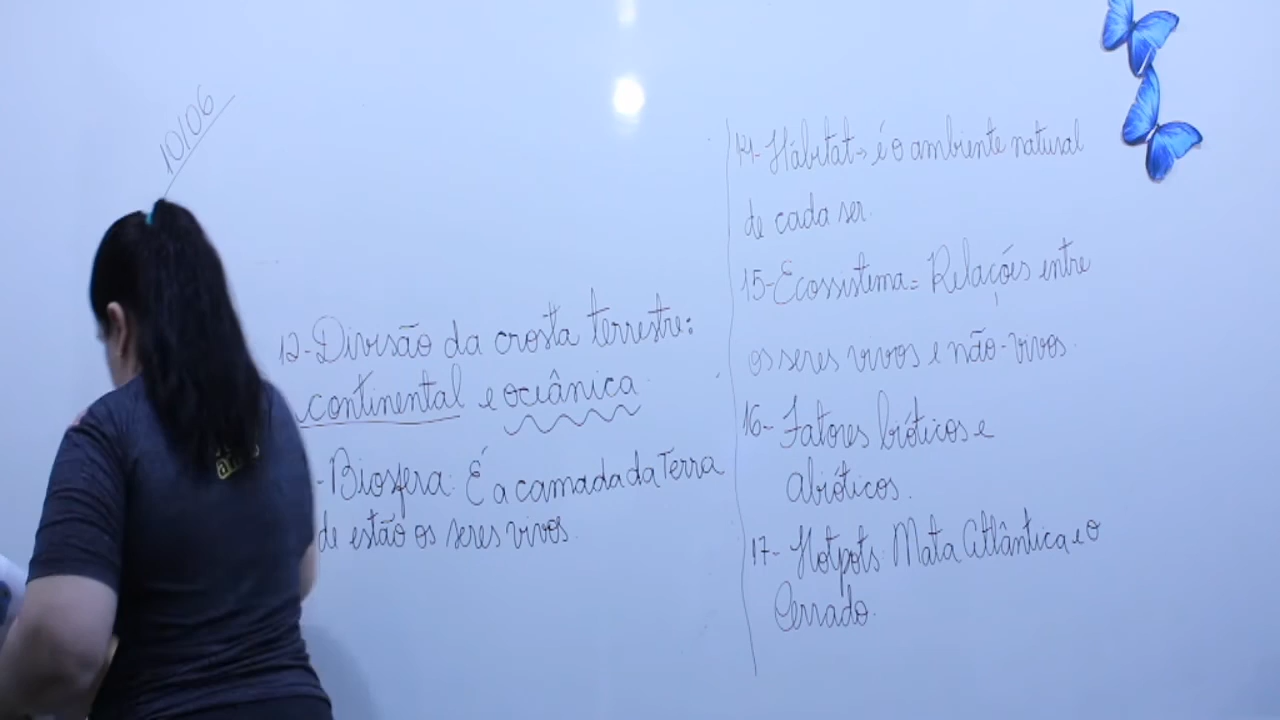 10/06
12- Divisão da crosta terrestre:
continental e oceânica
- Biosfera: É a camada da Terra
de estão os seres vivos.
14- Hábitat → é o ambiente natural
de cada ser.
15- Ecossistema = Relações entre
os seres vivos e não-vivos.
16- Fatores bióticos e
abióticos.
17- Hotpots: Mata Atlântica e o
Cerrado.